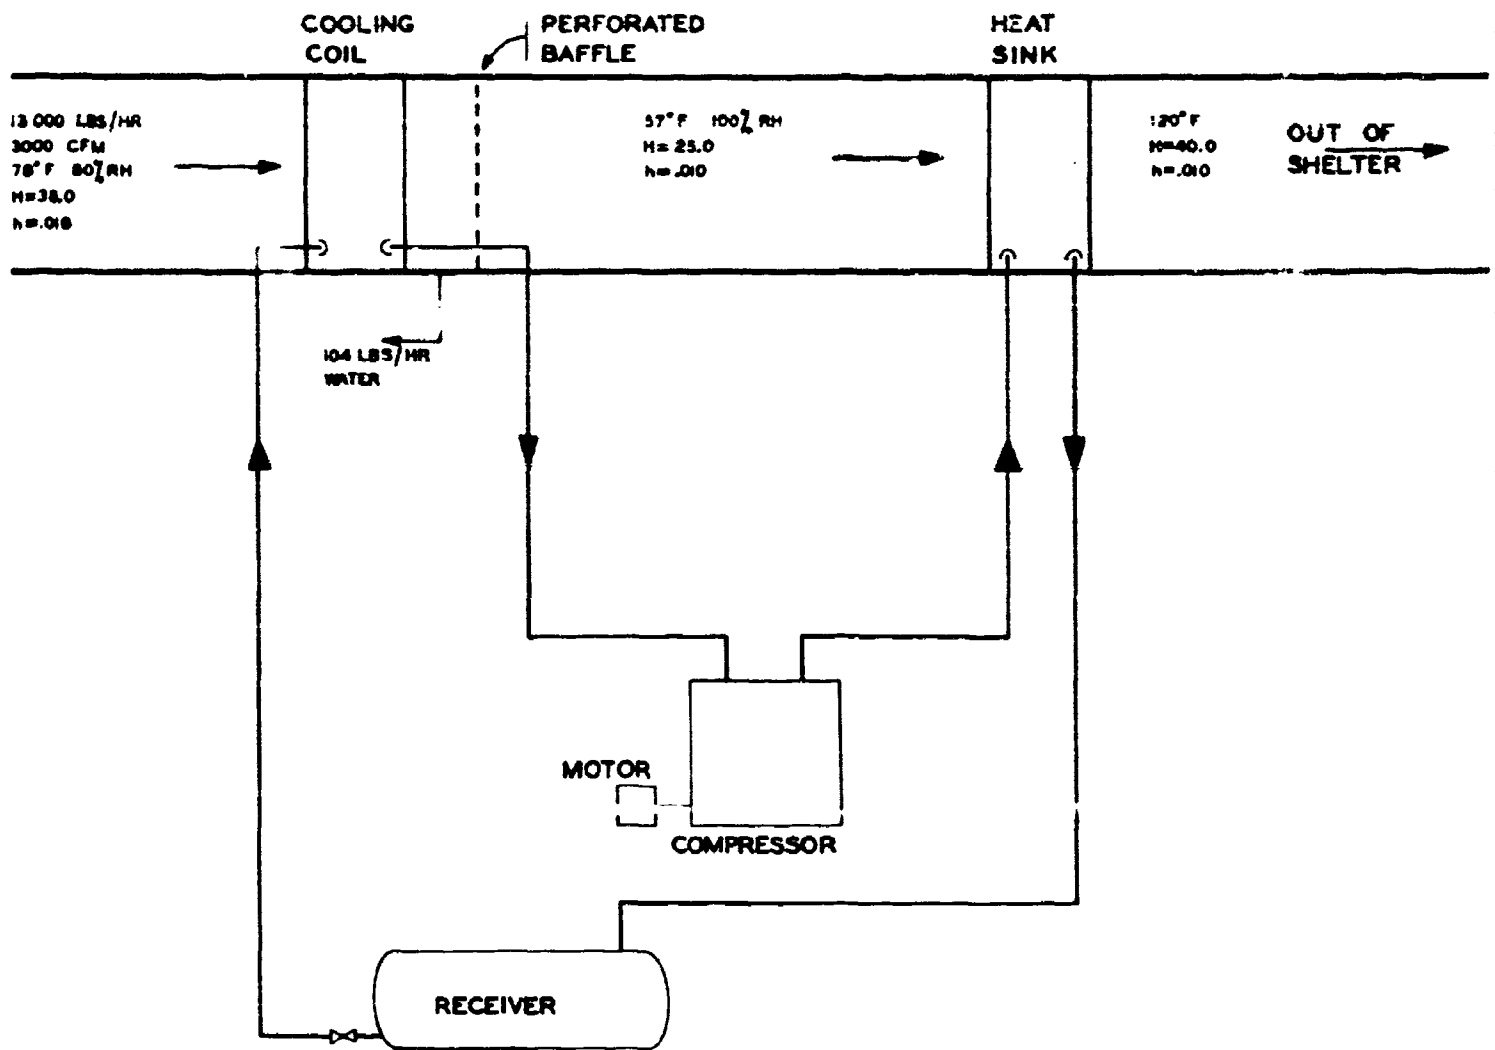 COOLING
COIL
PERFORATED
BAFFLE
HEAT
SINK
13 000 LBS/HR
3000 CFM
78°F 80% RH
H=38.0
h=.018
57°F 100% RH
H=25.0
h=.010
120°F
H=40.0
h=.010
OUT OF
SHELTER
104 LBS/HR
WATER
MOTOR
COMPRESSOR
RECEIVER